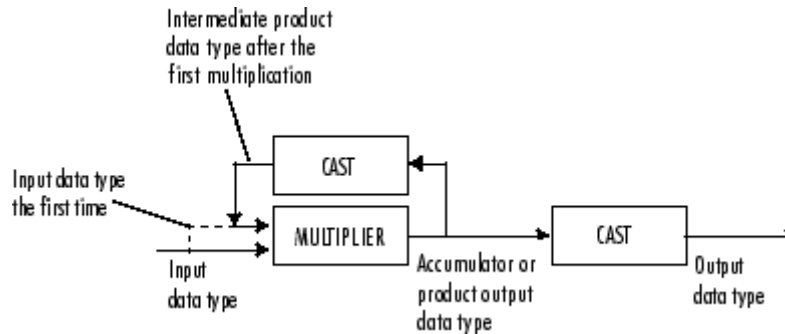 Intermediate product
data type after the
first multiplication
CAST
Input data type
the first time
MULTIPLIER
CAST
Input
data type
Accumulator or
product output
data type
Output
data type